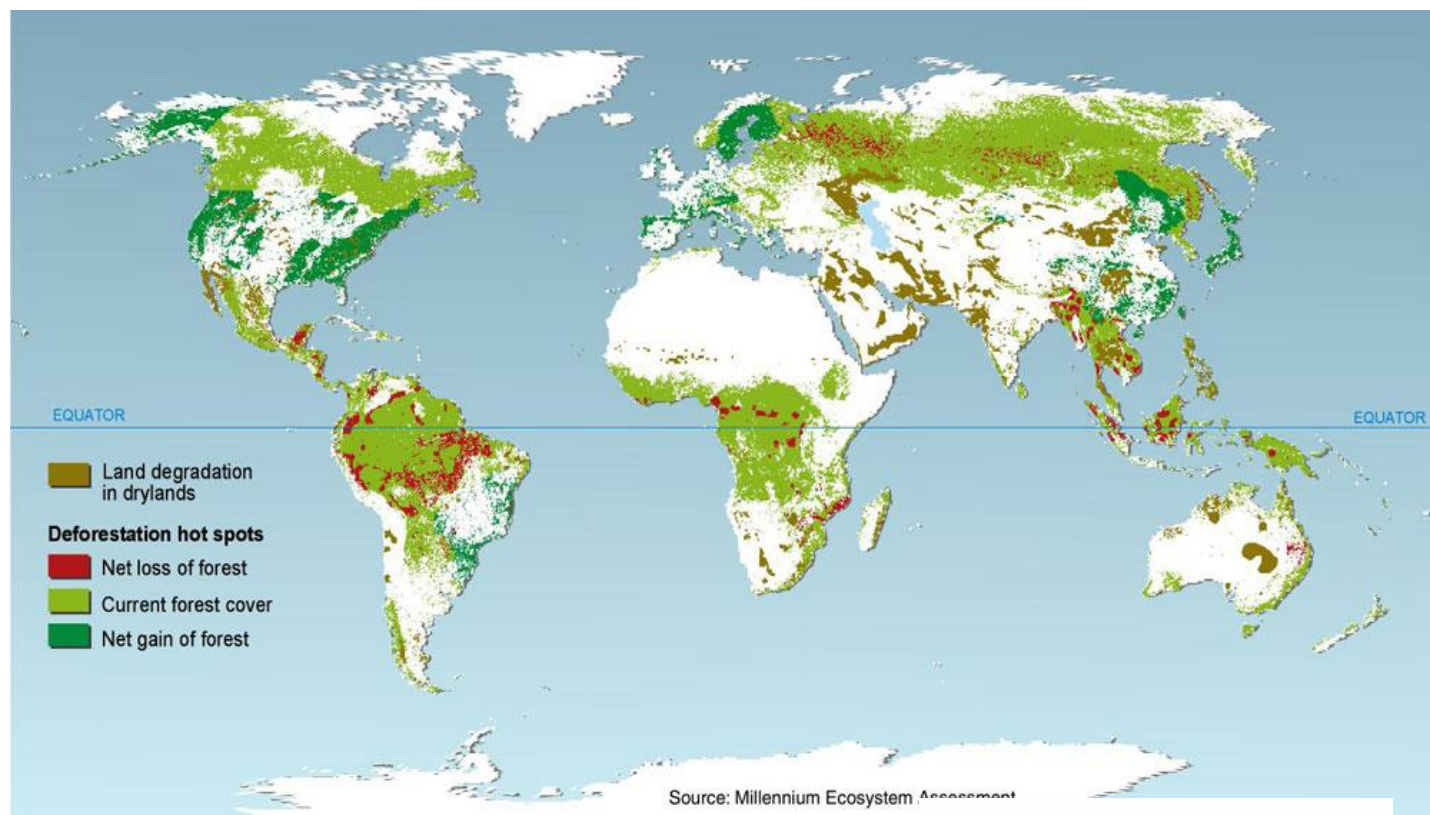 EQUATOR
EQUATOR
Land degradation
in drylands
Deforestation hot spots
Net loss of forest
Current forest cover
Net gain of forest
Source: Millennium Ecosystem Assessment